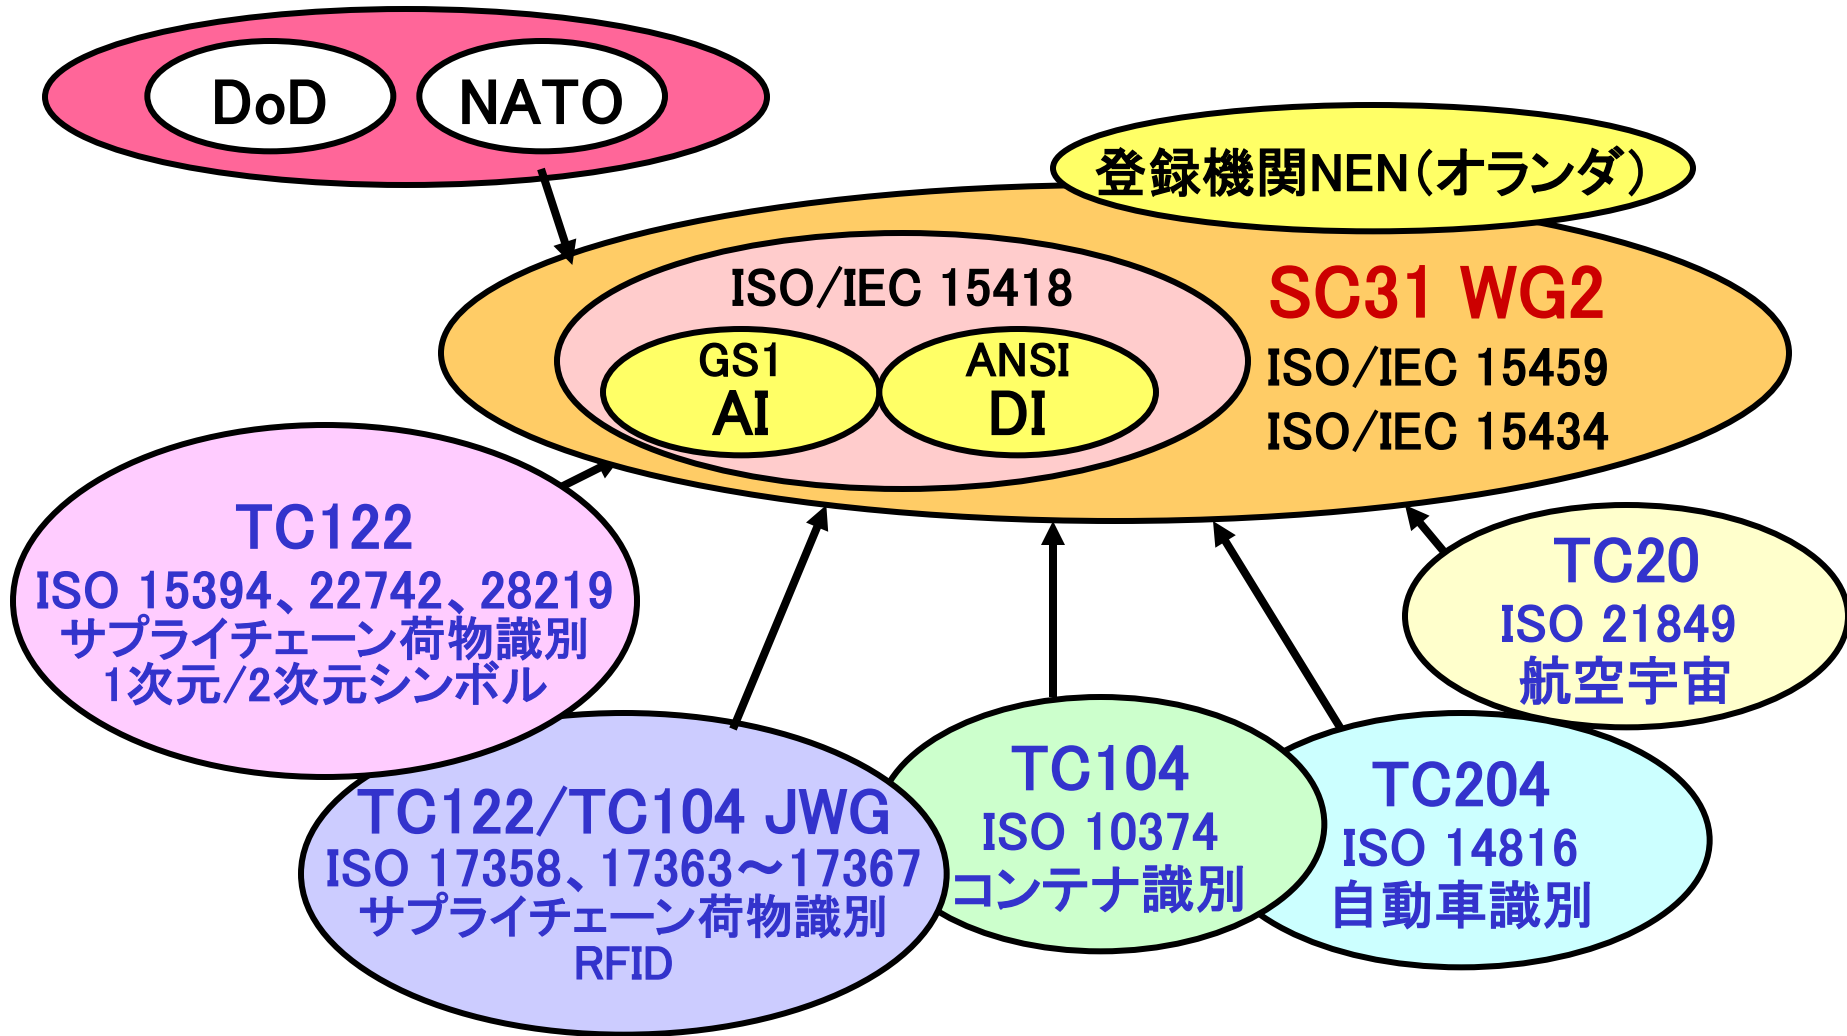 DoD
NATO
登録機関NEN(オランダ)
ISO/IEC 15418
GS1
AI
ANSI
DI
SC31 WG2
ISO/IEC 15459
ISO/IEC 15434
TC122
ISO 15394、22742、28219
サプライチェーン荷物識別
1次元/2次元シンボル
TC20
ISO 21849
航空宇宙
TC122/TC104 JWG
ISO 17358、17363～17367
サプライチェーン荷物識別
RFID
TC104
ISO 10374
コンテナ識別
TC204
ISO 14816
自動車識別